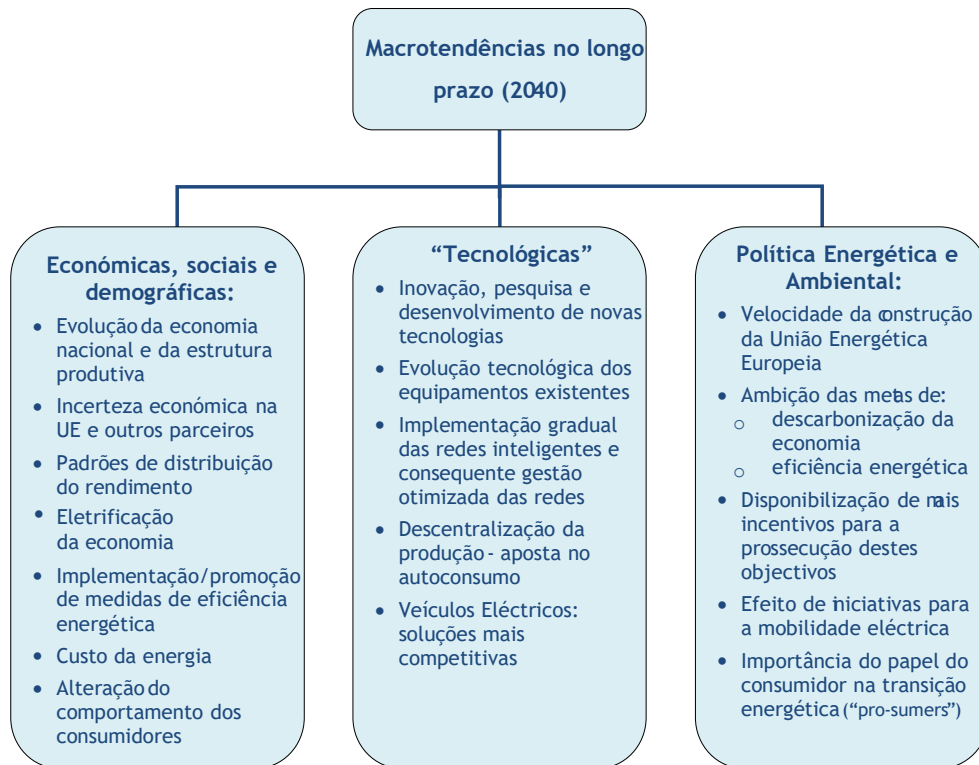 Macrotendências no longo
prazo (2040)
Económicas, sociais e
demográficas:
• Evolução da economia
nacional e da estrutura
produtiva
• Incerteza económica na
UE e outros parceiros
• Padrões de distribuição
do rendimento
• Eletrificação
da economia
• Implementação/promoção
de medidas de eficiência
energética
• Custo da energia
• Alteração do
comportamento dos
consumidores
“Tecnológicas”
• Inovação, pesquisa e
desenvolvimento de novas
tecnologias
• Evolução tecnológica dos
equipamentos existentes
• Implementação gradual
das redes inteligentes e
consequente gestão
otimizada das redes
• Descentralização da
produção - aposta no
autoconsumo
• Veículos Eléctricos:
soluções mais
competitivas
Política Energética e
Ambiental:
• Velocidade da construção
da União Energética
Europeia
• Ambição das metas de:
o descarbonização da
economia
o eficiência energética
• Disponibilização de mais
incentivos para a
prossecução destes
objectivos
• Efeito de iniciativas para
a mobilidade eléctrica
• Importância do papel do
consumidor na transição
energética (“pro-sumers”)